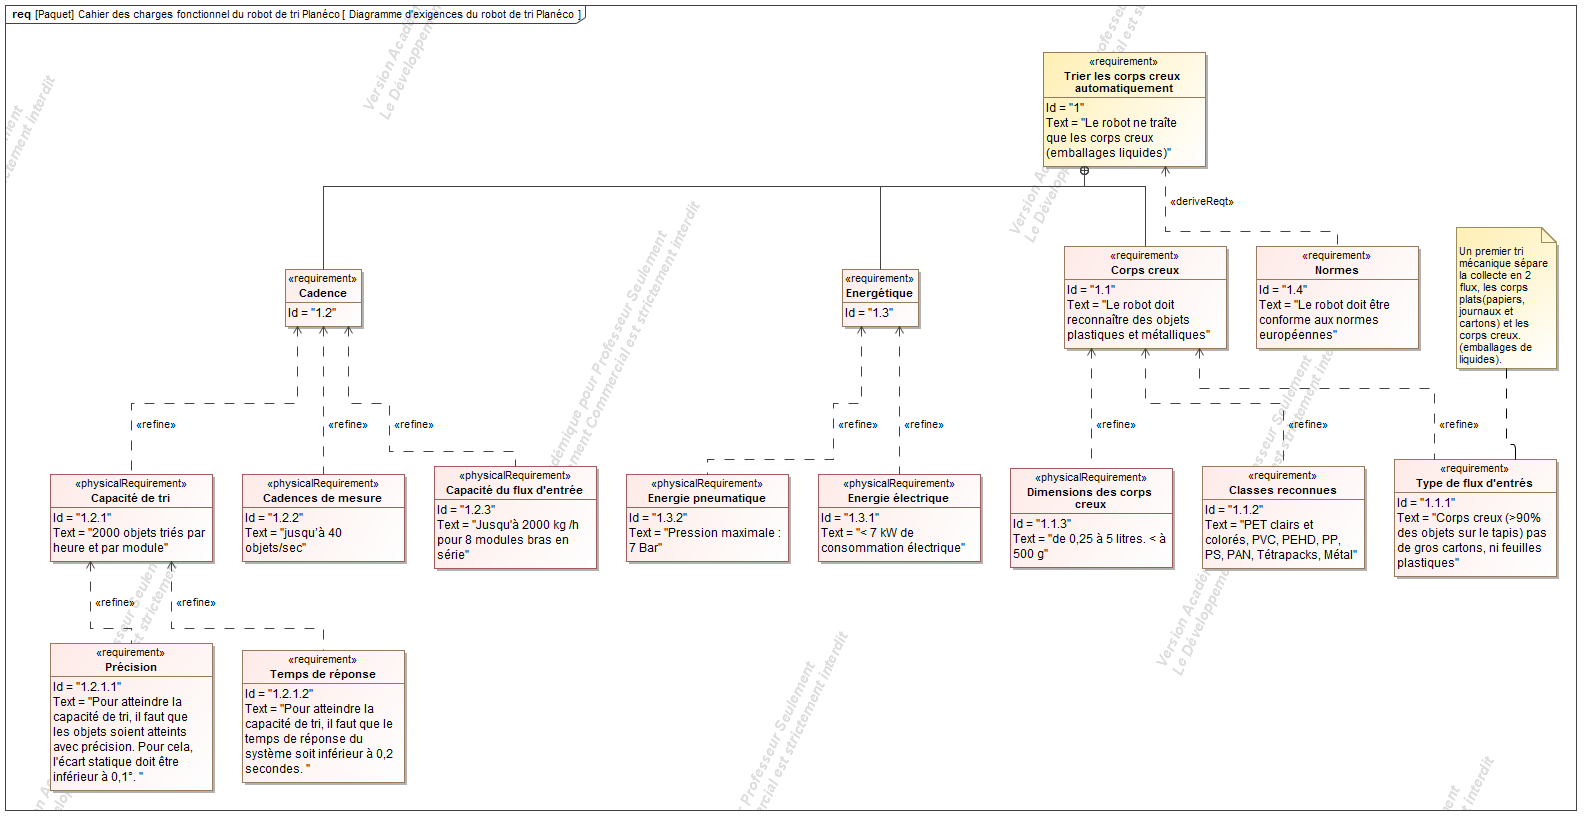 req [Paquet] Cahier des charges fonctionnel du robot de tri Planéco [ Diagramme d'exigences du robot de tri Planéco ]
«requirement»
Trier les corps creux
automatiquement
Id = "1"
Text = "Le robot ne traîte
que les corps creux
(emballages liquides)"
«deriveReqt»
«requirement»
Cadence
Id = "1.2"
«requirement»
Energétique
Id = "1.3"
«requirement»
Corps creux
Id = "1.1"
Text = "Le robot doit
reconnaître des objets
plastiques et métalliques"
«requirement»
Normes
Id = "1.4"
Text = "Le robot doit être
conforme aux normes
européennes"
Un premier tri
mécanique sépare
la collecte en 2
flux, les corps
plats(papiers,
journaux et
cartons) et les
corps creux.
(emballages de
liquides).
«refine»
«refine»
«refine»
«refine»
«refine»
«refine»
«refine»
«refine»
«physicalRequirement»
Capacité de tri
Id = "1.2.1"
Text = "2000 objets triés par
heure et par module"
«physicalRequirement»
Cadences de mesure
Id = "1.2.2"
Text = "jusqu'à 40
objets/sec"
«physicalRequirement»
Capacité du flux d'entrée
Id = "1.2.3"
Text = "Jusqu'à 2000 kg /h
pour 8 modules bras en
série"
«physicalRequirement»
Energie pneumatique
Id = "1.3.2"
Text = "Pression maximale :
7 Bar"
«physicalRequirement»
Energie électrique
Id = "1.3.1"
Text = "< 7 kW de
consommation électrique"
«physicalRequirement»
Dimensions des corps
creux
Id = "1.1.3"
Text = "de 0,25 à 5 litres. < à
500 g"
«requirement»
Classes reconnues
Id = "1.1.2"
Text = "PET clairs et
colorés, PVC, PEHD, PP,
PS, PAN, Tétrapacks, Métal"
«requirement»
Type de flux d'entrés
Id = "1.1.1"
Text = "Corps creux (>90%
des objets sur le tapis) pas
de gros cartons, ni feuilles
plastiques"
«refine»
«refine»
«requirement»
Précision
Id = "1.2.1.1"
Text = "Pour atteindre la
capacité de tri, il faut que
les objets soient atteints
avec précision. Pour cela,
l'écart statique doit être
inférieur à 0,1°. "
«requirement»
Temps de réponse
Id = "1.2.1.2"
Text = "Pour atteindre la
capacité de tri, il faut que le
temps de réponse du
système soit inférieur à 0,2
secondes. "